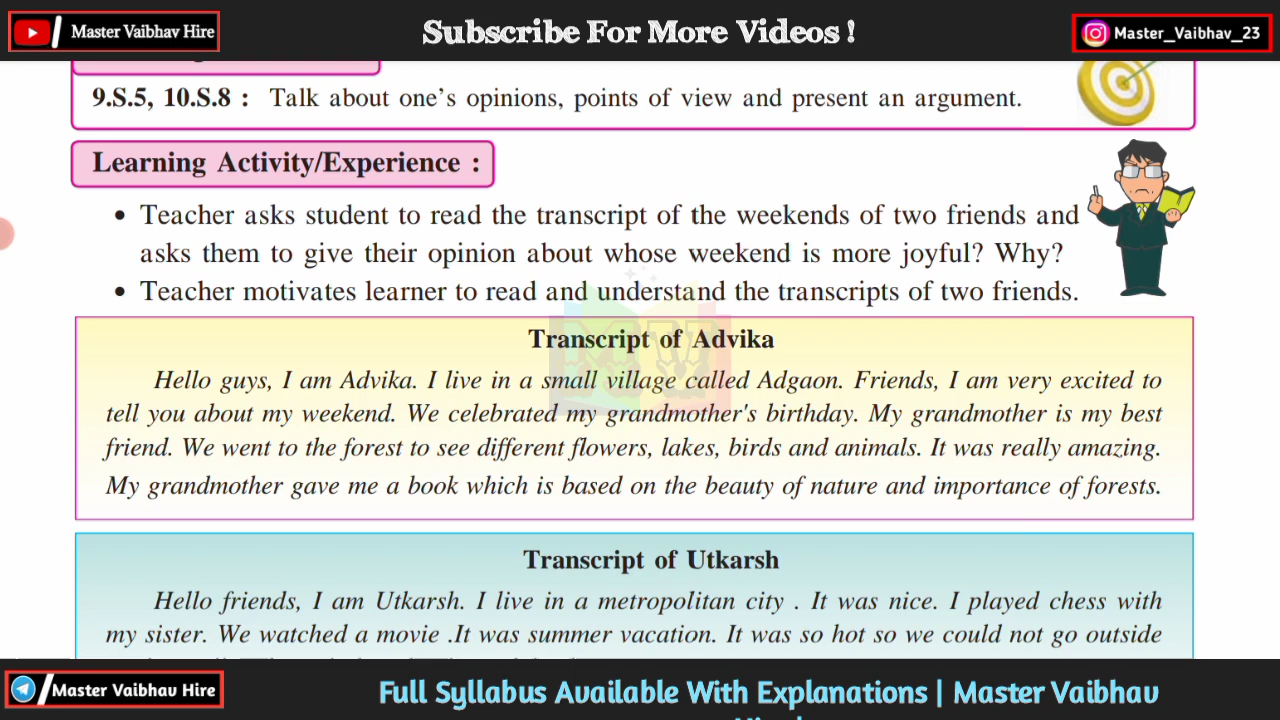 Master Vaibhav Hire
Subscribe For More Videos !
Master_Vaibhav_23
9.S.5, 10.S.8 : Talk about one's opinions, points of view and present an argument.
Learning Activity/Experience :
• Teacher asks student to read the transcript of the weekends of two friends and
asks them to give their opinion about whose weekend is more joyful? Why?
• Teacher motivates learner to read and understand the transcripts of two friends.
MV
Transcript of Advika
Hello guys, I am Advika. I live in a small village called Adgaon. Friends, I am very excited to
tell you about my weekend. We celebrated my grandmother's birthday. My grandmother is my best
friend. We went to the forest to see different flowers, lakes, birds and animals. It was really amazing.
My grandmother gave me a book which is based on the beauty of nature and importance of forests.
Transcript of Utkarsh
Hello friends, I am Utkarsh. I live in a metropolitan city . It was nice. I played chess with
my sister. We watched a movie .It was summer vacation. It was so hot so we could not go outside
Master Vaibhav Hire
Full Syllabus Available With Explanations | Master Vaibhav